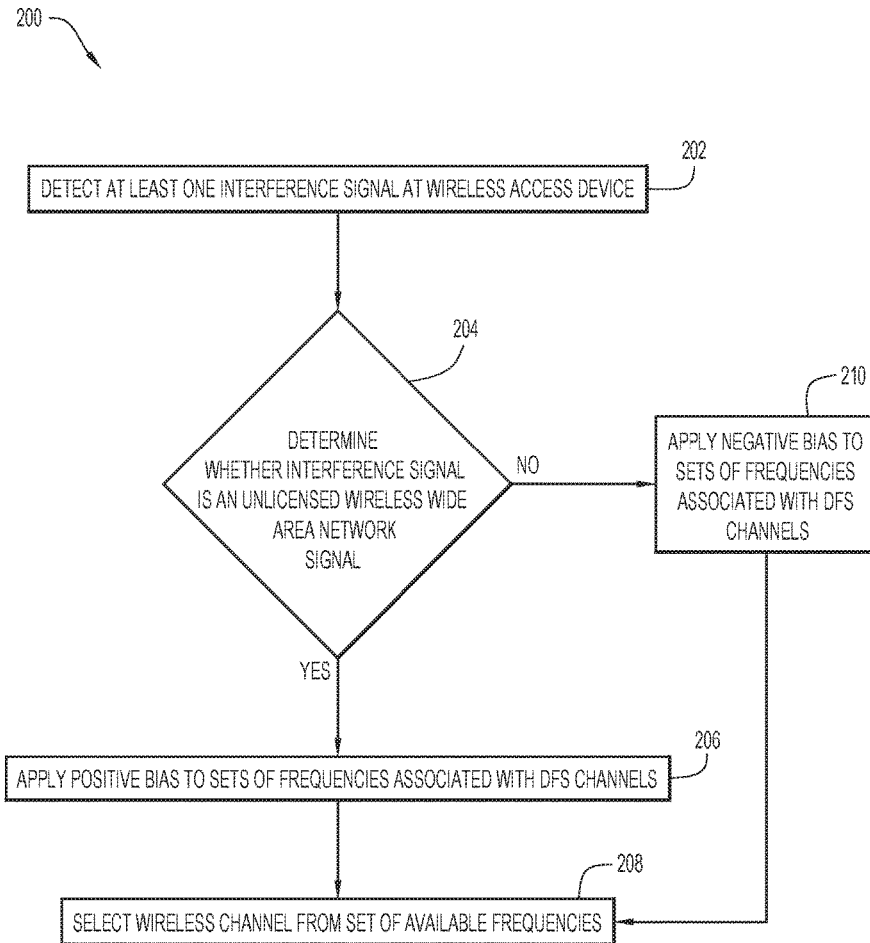 200
202
DETECT AT LEAST ONE INTERFERENCE SIGNAL AT WIRELESS ACCESS DEVICE
204
DETERMINE
WHETHER INTERFERENCE SIGNAL
IS AN UNLICENSED WIRELESS WIDE
AREA NETWORK
SIGNAL
NO
210
APPLY NEGATIVE BIAS TO
SETS OF FREQUENCIES
ASSOCIATED WITH DFS
CHANNELS
YES
206
APPLY POSITIVE BIAS TO SETS OF FREQUENCIES ASSOCIATED WITH DFS CHANNELS
208
SELECT WIRELESS CHANNEL FROM SET OF AVAILABLE FREQUENCIES